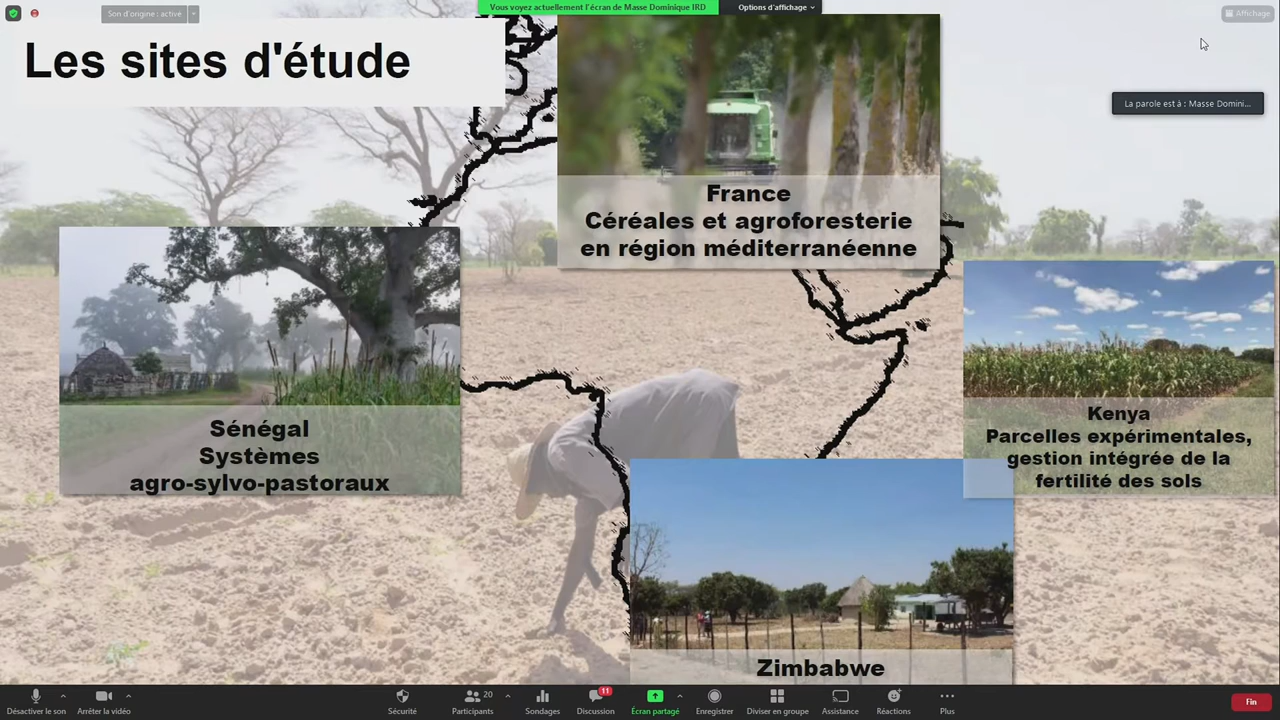 Son d'origine : activé
Vous voyez actuellement l'écran de Masse Dominique IRD
Options d'affichage
Affichage
Les sites d'étude
La parole est à : Masse Domini...
France
Céréales et agroforesterie
en région méditerranéenne
Sénégal
Systèmes
agro-sylvo-pastoraux
Kenya
Parcelles expérimentales,
gestion intégrée de la
fertilité des sols
Zimbabwe
Désactiver le son
Arrêter la vidéo
Sécurité
20
Participants
Sondages
11
Discussion
Écran partagé
Enregistrer
Diviser en groupe
Assistance
Réactions
Plus
Fin